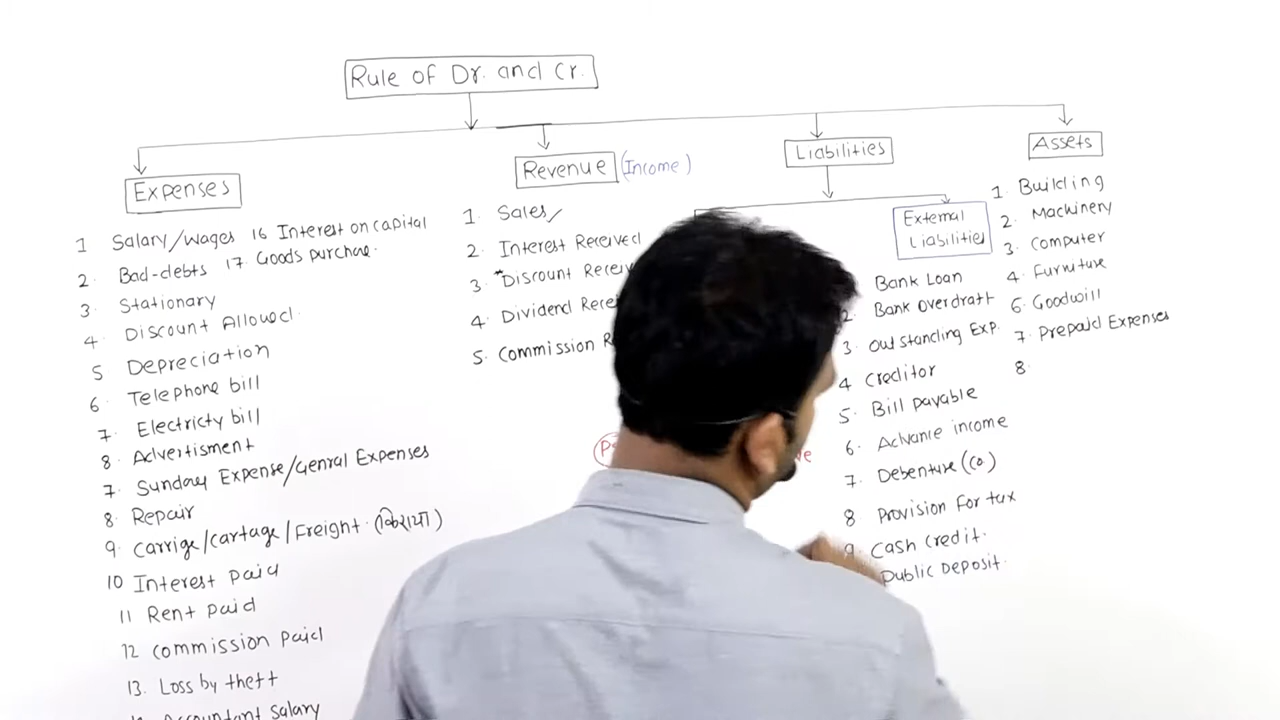 Rule of Dr. and Cr.
Expenses
1 Salary/wages
2. Bad-debts
3. Stationary
4. Discount Allowed.
5 Depreciation
6. Telephone bill
7. Electricty bill
8. Advertisment
7. Sunday Expense/Genral Expenses
8. Repair
9. Carrige/cartage/Freight. (किराया)
10 Interest paid
11 Rent paid
12 commission paid
13. Loss by theft
Accountant Salary
16 Interest on capital
17. Goods purchase.
Revenue (Income)
1. Sales/
2. Interest Received
3. *Discount
4. Dividend
5. Commission
Liabilities
External
Liabilities
Bank Loan
2. Bank overdraft
3. Outstanding Exp.
4 Creditor
5. Bill payable
6. Advance income
7. Debenture (Co.)
8 Provision for tax
9. Cash credit.
Public Deposit.
Assets
1. Building
2. Machinery
3. Computer
4. Furniture
6. Goodwill
7. Prepaid Expenses
8.